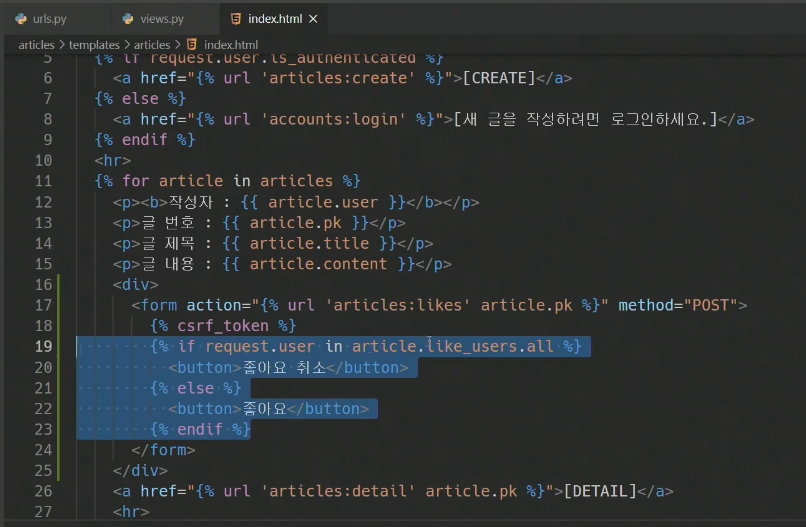 urls.py views.py index.html ×
articles > templates > articles > index.html
5 {% if request.user.is_authenticated %}
6 <a href="{% url 'articles:create' %}">[CREATE]</a>
7 {% else %}
8 <a href="{% url 'accounts:login' %}">[새 글을 작성하려면 로그인하세요.]</a>
9 {% endif %}
10 <hr>
11 {% for article in articles %}
12 <p><b>작성자 : {{ article.user }}</b></p>
13 <p>글 번호 : {{ article.pk }}</p>
14 <p>글 제목 : {{ article.title }}</p>
15 <p>글 내용 : {{ article.content }}</p>
16 <div>
17 <form action="{% url 'articles:likes' article.pk %}" method="POST">
18 {% csrf_token %}
19 {% if request.user in article.like_users.all %}
20 <button>좋아요 취소</button>
21 {% else %}
22 <button>좋아요</button>
23 {% endif %}
24 </form>
25 </div>
26 <a href="{% url 'articles:detail' article.pk %}">[DETAIL]</a>
27 <hr>